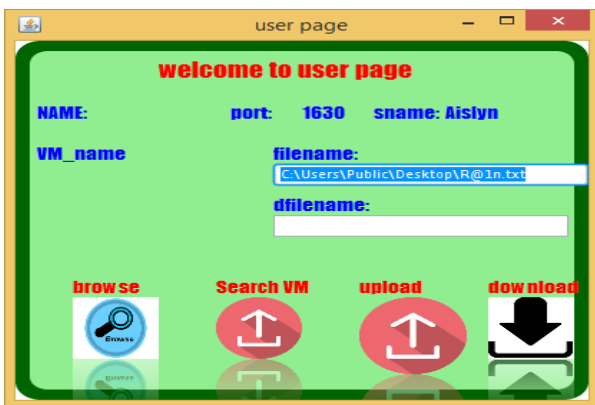 user page
welcome to user page
NAME: port: 1630 sname: Aislyn
VM_name filename:
C:\Users\Public\Desktop\R@1n.txt
dfilename:
browse Search VM upload download
Browse